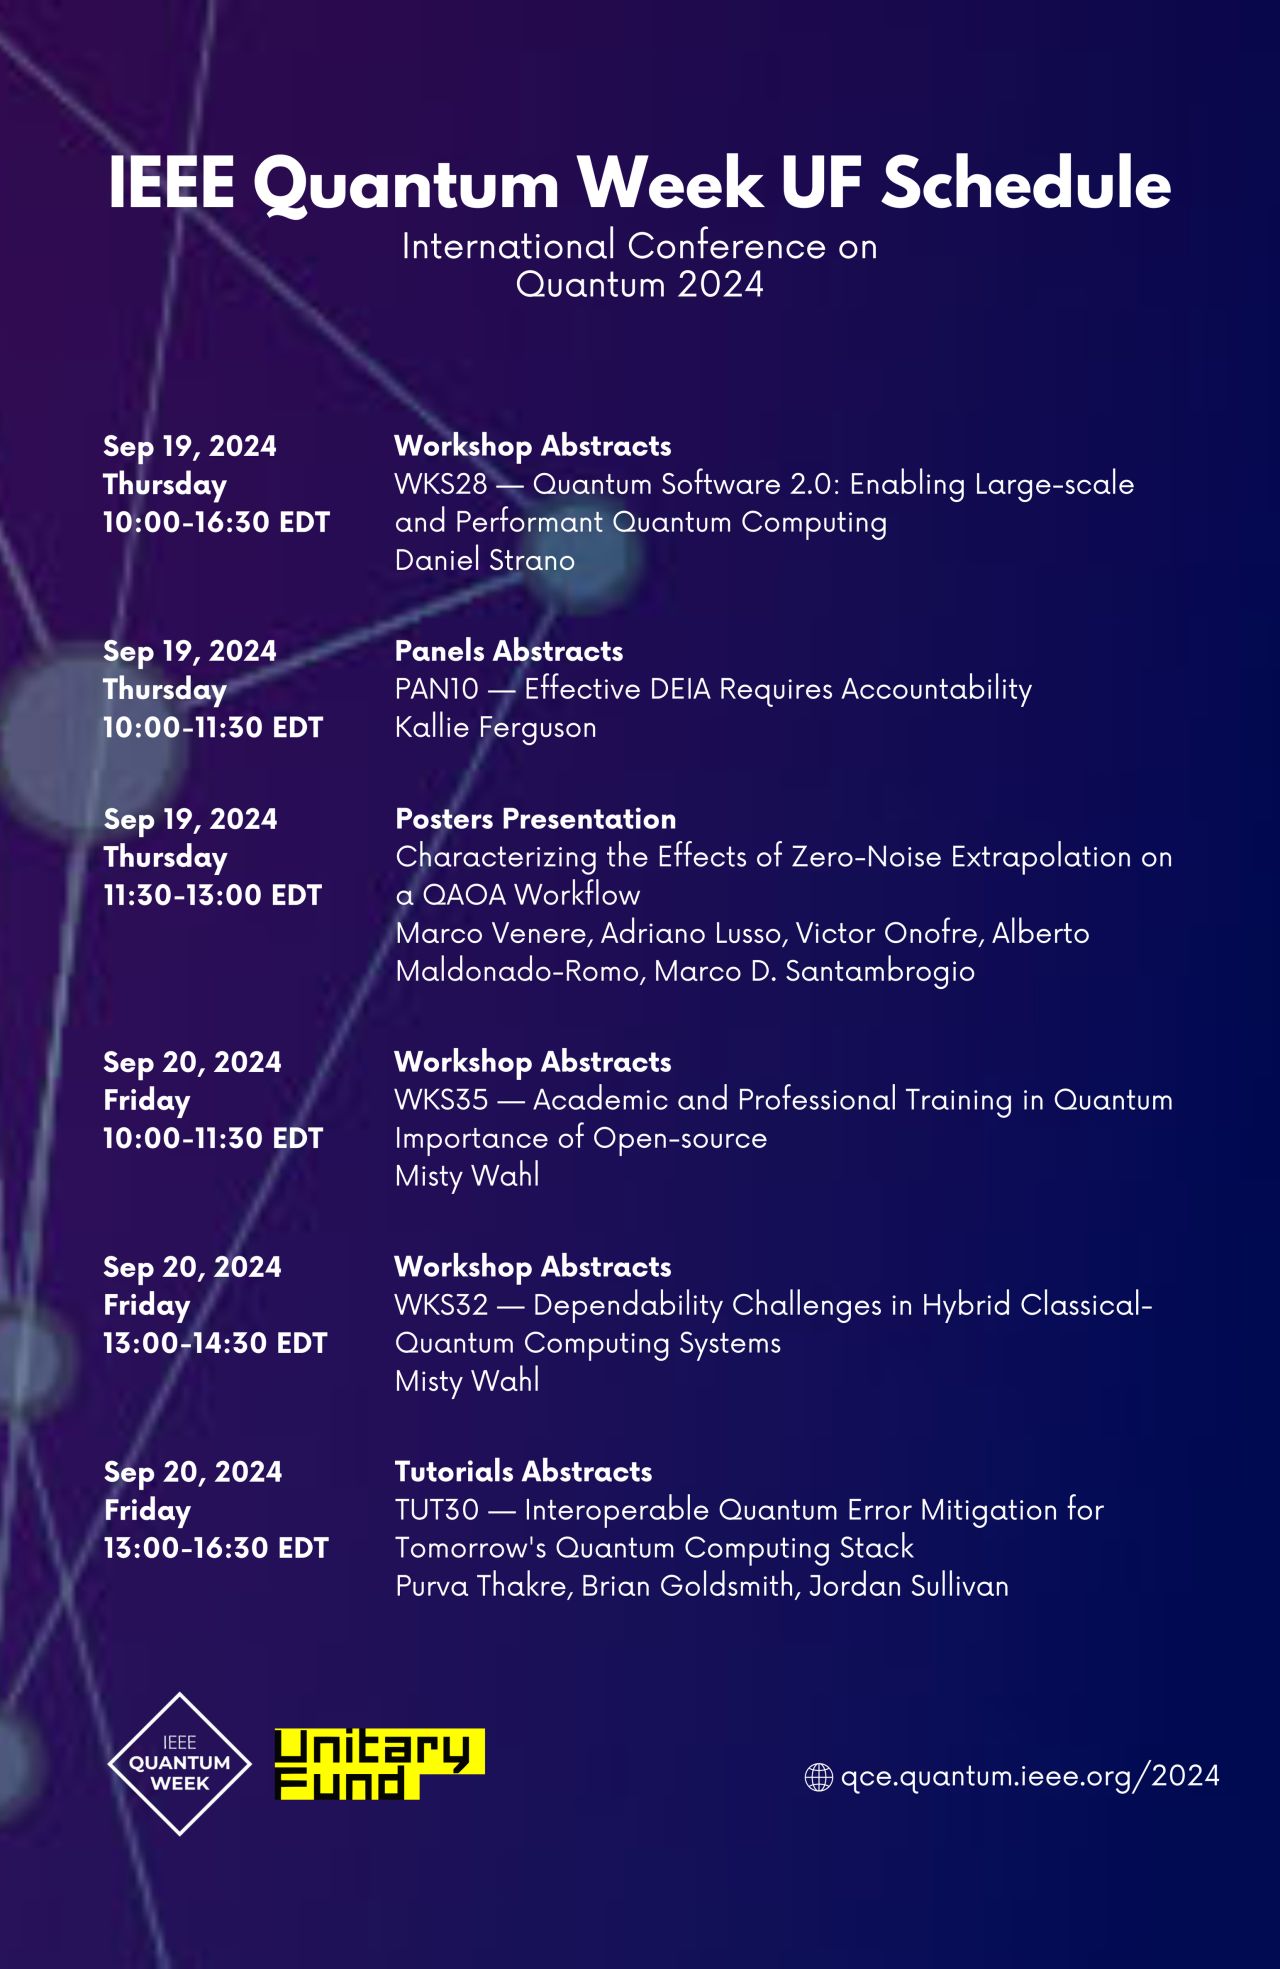 IEEE Quantum Week UF Schedule
International Conference on
Quantum 2024
Sep 19, 2024
Thursday
10:00-16:30 EDT
Workshop Abstracts
WKS28 — Quantum Software 2.0: Enabling Large-scale
and Performant Quantum Computing
Daniel Strano
Sep 19, 2024
Thursday
10:00-11:30 EDT
Panels Abstracts
PAN10 — Effective DEIA Requires Accountability
Kallie Ferguson
Sep 19, 2024
Thursday
11:30-13:00 EDT
Posters Presentation
Characterizing the Effects of Zero-Noise Extrapolation on
a QAOA Workflow
Marco Venere, Adriano Lusso, Victor Onofre, Alberto
Maldonado-Romo, Marco D. Santambrogio
Sep 20, 2024
Friday
10:00-11:30 EDT
Workshop Abstracts
WKS35 — Academic and Professional Training in Quantum
Importance of Open-source
Misty Wahl
Sep 20, 2024
Friday
13:00-14:30 EDT
Workshop Abstracts
WKS32 — Dependability Challenges in Hybrid Classical-
Quantum Computing Systems
Misty Wahl
Sep 20, 2024
Friday
13:00-16:30 EDT
Tutorials Abstracts
TUT30 — Interoperable Quantum Error Mitigation for
Tomorrow's Quantum Computing Stack
Purva Thakre, Brian Goldsmith, Jordan Sullivan
IEEE
QUANTUM
WEEK
Unitary
Fund
qce.quantum.ieee.org/2024